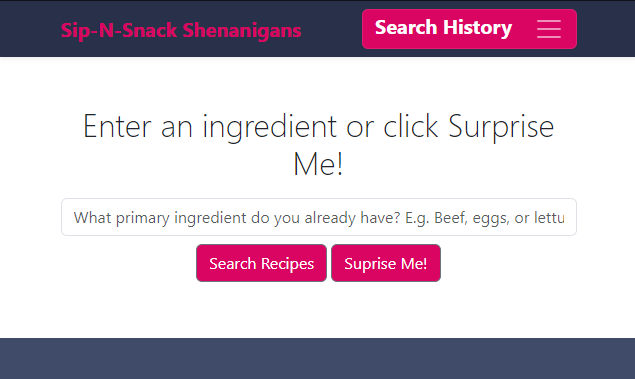 Sip-N-Snack Shenanigans
Search History
Enter an ingredient or click Surprise
Me!
What primary ingredient do you already have? E.g. Beef, eggs, or lettu
Search Recipes
Suprise Me!